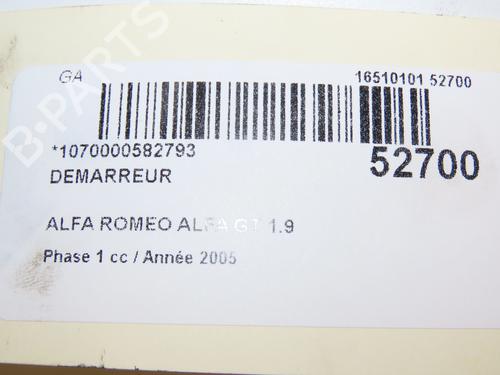 GA
16510101 52700
*1070000582793
52700
DEMARREUR
ALFA ROMEO ALFA GT 1.9
Phase 1 cc / Année 2005
B-PARTS